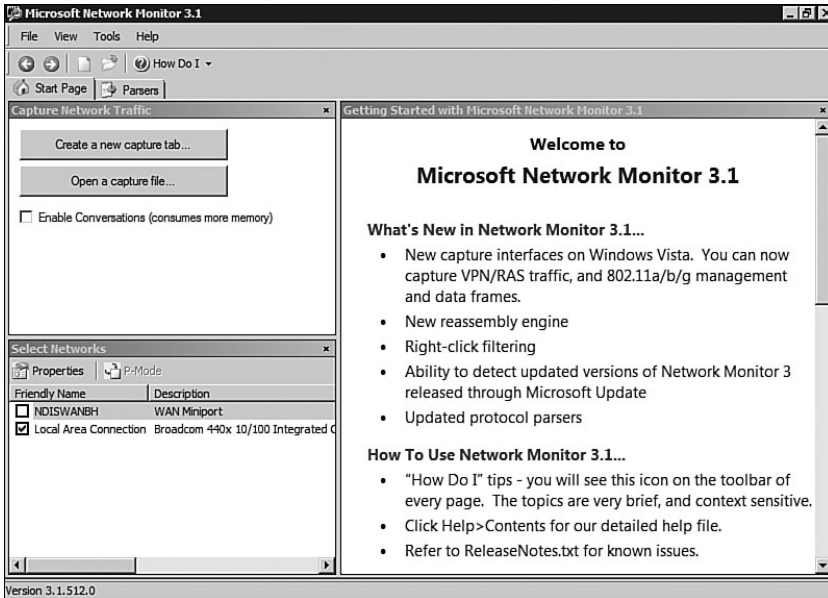 Microsoft Network Monitor 3.1
File View Tools Help
How Do I
Start Page Parsers
Capture Network Traffic
Create a new capture tab...
Open a capture file...
Enable Conversations (consumes more memory)
Select Networks
Properties P-Mode
Friendly Name Description
NDISWANBH WAN Miniport
Local Area Connection Broadcom 440x 10/100 Integrated C
Getting Started with Microsoft Network Monitor 3.1
Welcome to
Microsoft Network Monitor 3.1
What's New in Network Monitor 3.1...
• New capture interfaces on Windows Vista. You can now
capture VPN/RAS traffic, and 802.11a/b/g management
and data frames.
• New reassembly engine
• Right-click filtering
• Ability to detect updated versions of Network Monitor 3
released through Microsoft Update
• Updated protocol parsers
How To Use Network Monitor 3.1...
• "How Do I" tips - you will see this icon on the toolbar of
every page. The topics are very brief, and context sensitive.
• Click Help>Contents for our detailed help file.
• Refer to ReleaseNotes.txt for known issues.
Version 3.1.512.0